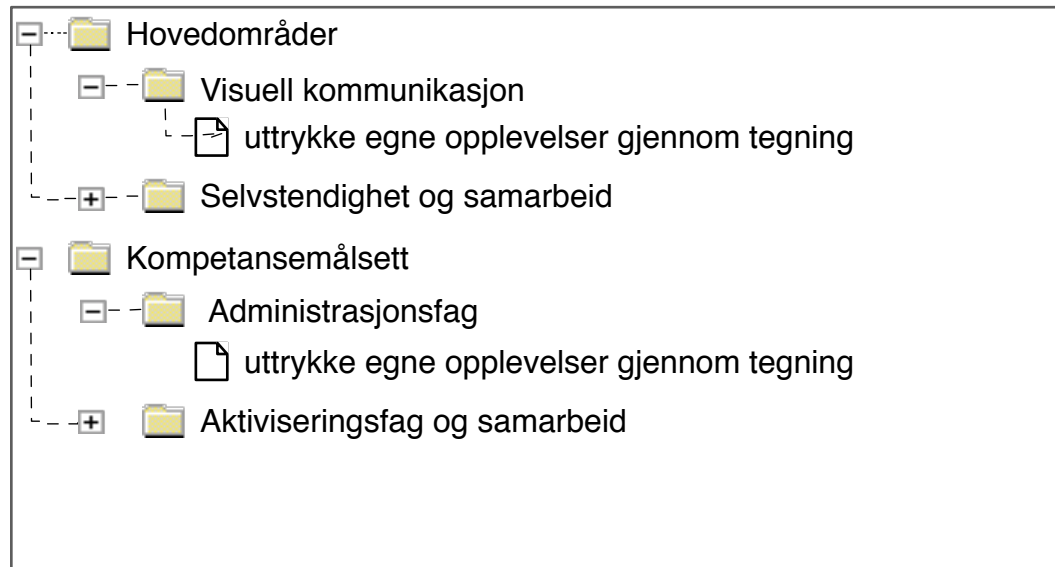 Hovedområder
Visuell kommunikasjon
uttrykke egne opplevelser gjennom tegning
Selvstendighet og samarbeid
Kompetansemålsett
Administrasjonsfag
uttrykke egne opplevelser gjennom tegning
Aktiviseringsfag og samarbeid